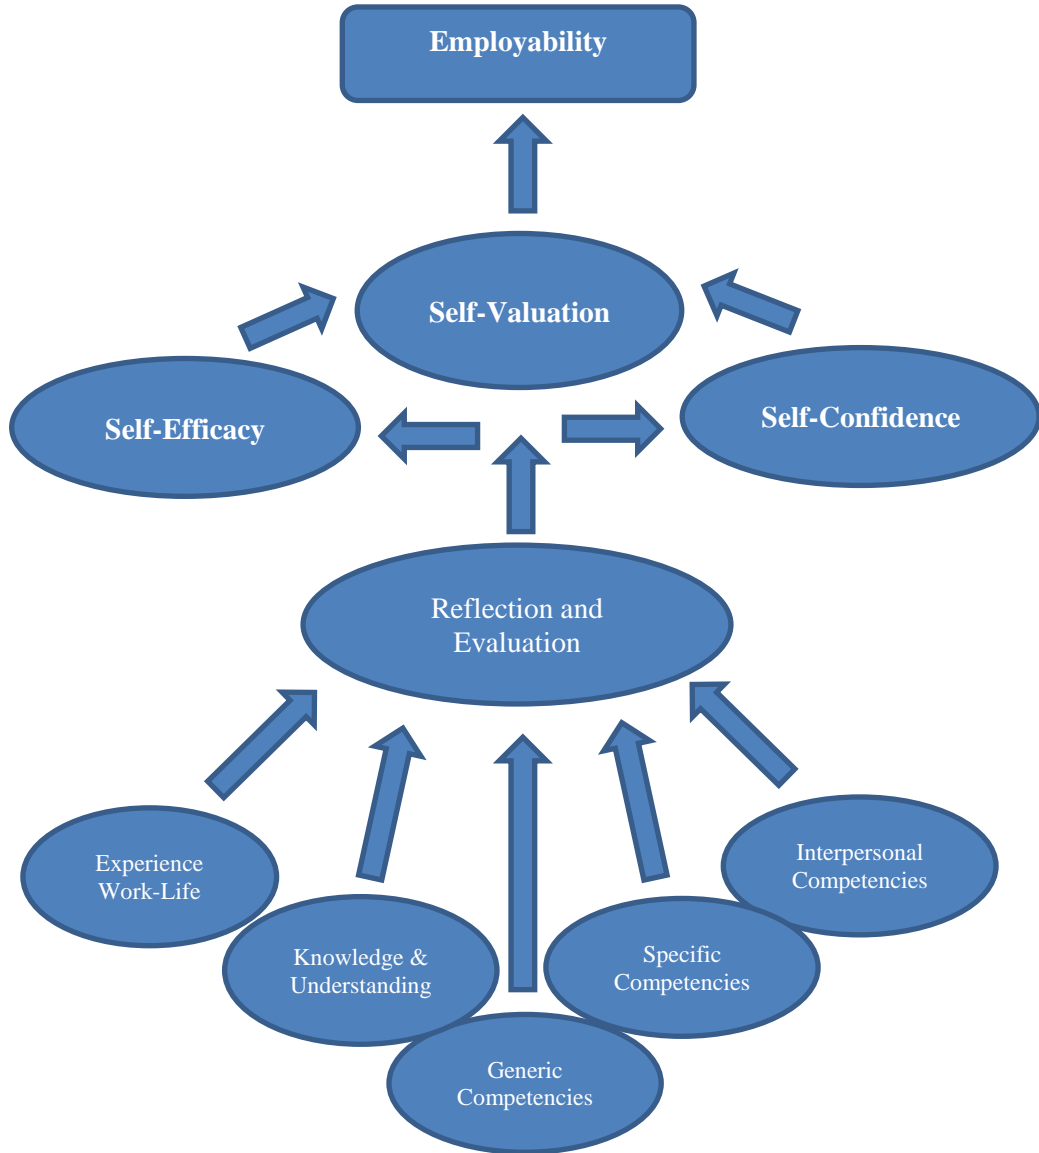 Employability
Self-Valuation
Self-Efficacy
Self-Confidence
Reflection and
Evaluation
Experience
Work-Life
Knowledge &
Understanding
Generic
Competencies
Specific
Competencies
Interpersonal
Competencies